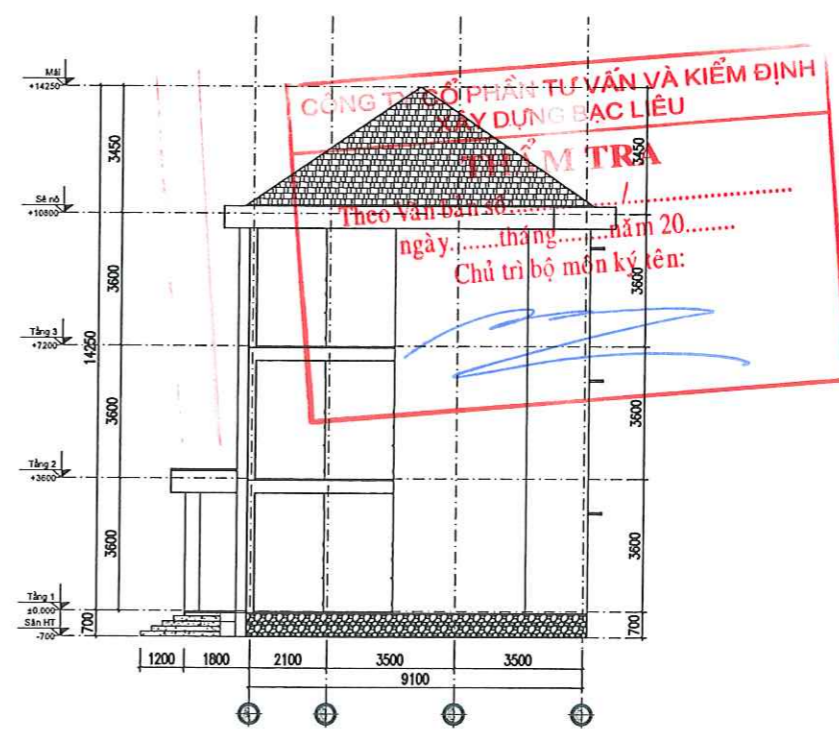 Mái
+14250
Sê nô
+10800
Tầng 3
+7200
Tầng 2
+3600
Tầng 1
±0.000
Sân HT
-700
3450
3600
3600
3600
700
14250
CÔNG TY CỔ PHẦN TƯ VẤN VÀ KIỂM ĐỊNH
XÂY DỰNG BẠC LIÊU
THẨM TRA
Theo văn bản số............../........................
ngày.......tháng.......năm 20........
Chủ trì bộ môn ký tên:
3450
3600
3600
3600
700
1200 1800 2100 3500 3500
9100